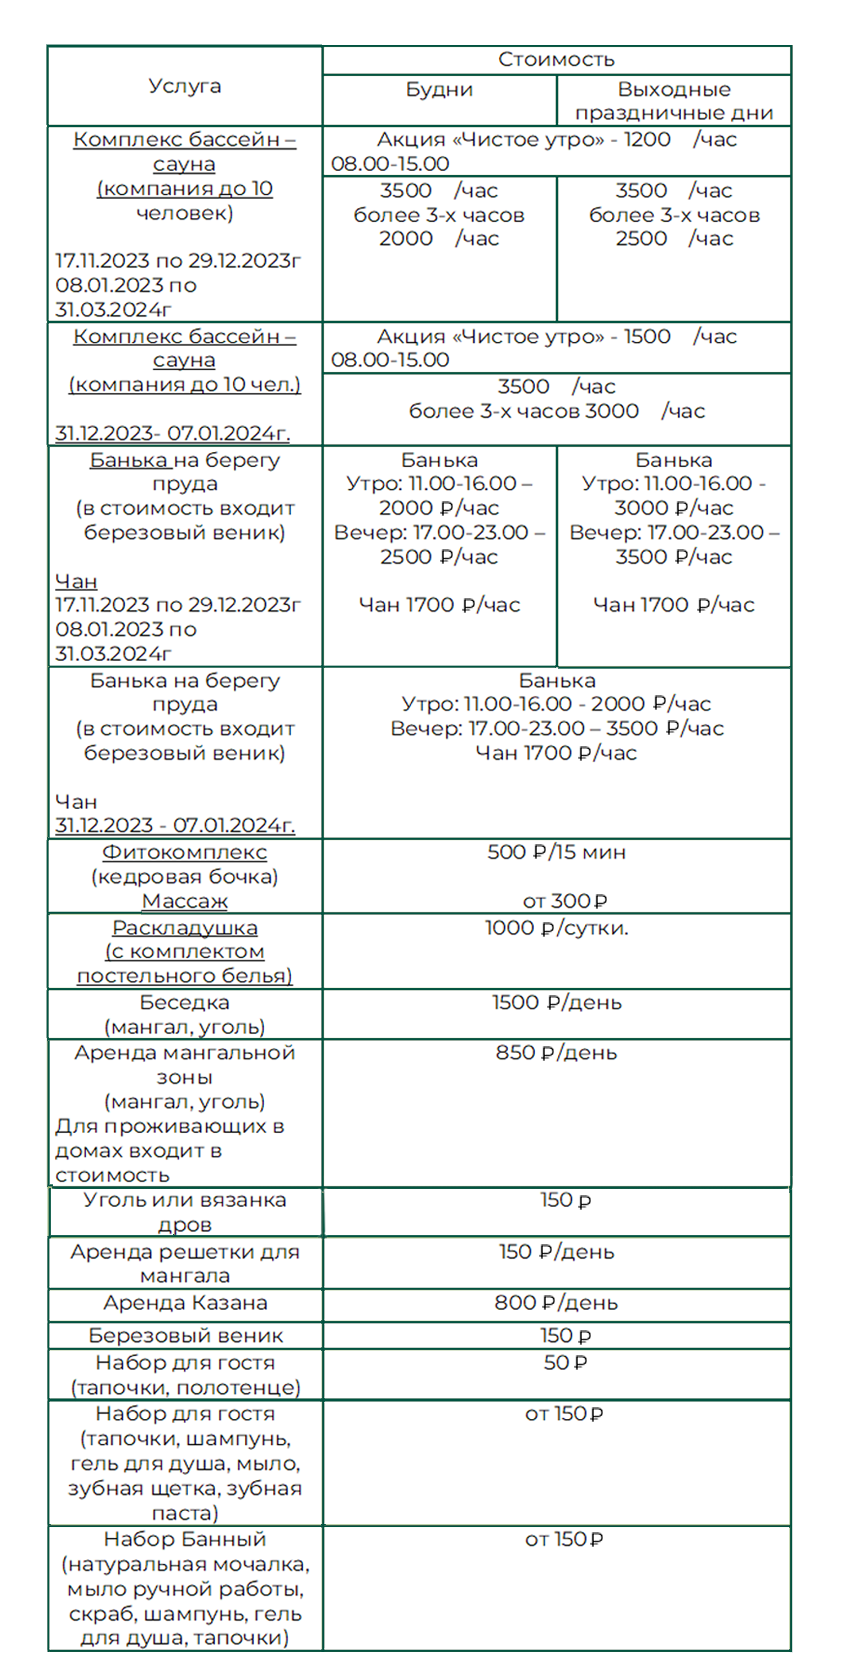 Услуга
Стоимость
Будни
Выходные
праздничные дни
Комплекс бассейн –
сауна
(компания до 10
человек)
17.11.2023 по 29.12.2023г
08.01.2023 по
31.03.2024г
Акция «Чистое утро» - 1200 /час
08.00-15.00
3500 /час
более 3-х часов
2000 /час
3500 /час
более 3-х часов
2500 /час
Комплекс бассейн –
сауна
(компания до 10 чел.)
31.12.2023- 07.01.2024г.
Акция «Чистое утро» - 1500 /час
08.00-15.00
3500 /час
более 3-х часов 3000 /час
Банька на берегу
пруда
(в стоимость входит
березовый веник)
Чан
17.11.2023 по 29.12.2023г
08.01.2023 по
31.03.2024г
Банька
Утро: 11.00-16.00 –
2000 ₽/час
Вечер: 17.00-23.00 –
2500 ₽/час
Чан 1700 ₽/час
Банька
Утро: 11.00-16.00 -
3000 ₽/час
Вечер: 17.00-23.00 –
3500 ₽/час
Чан 1700 ₽/час
Банька на берегу
пруда
(в стоимость входит
березовый веник)
Чан
31.12.2023 - 07.01.2024г.
Банька
Утро: 11.00-16.00 - 2000 ₽/час
Вечер: 17.00-23.00 – 3500 ₽/час
Чан 1700 ₽/час
Фитокомплекс
(кедровая бочка)
Массаж
500 ₽/15 мин
от 300₽
Раскладушка
(с комплектом
постельного белья)
1000 ₽/сутки.
Беседка
(мангал, уголь)
1500 ₽/день
Аренда мангальной
зоны
(мангал, уголь)
Для проживающих в
домах входит в
стоимость
850 ₽/день
Уголь или вязанка
дров
150 ₽
Аренда решетки для
мангала
150 ₽/день
Аренда Казана
800 ₽/день
Березовый веник
150 ₽
Набор для гостя
(тапочки, полотенце)
50 ₽
Набор для гостя
(тапочки, шампунь,
гель для душа, мыло,
зубная щетка, зубная
паста)
от 150₽
Набор Банный
(натуральная мочалка,
мыло ручной работы,
скраб, шампунь, гель
для душа, тапочки)
от 150₽